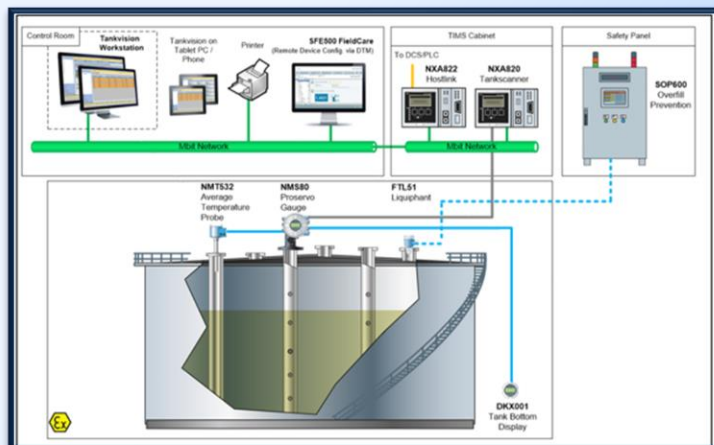 Control Room
Tankvision
Workstation
Tankvision on
Tablet PC /
Phone
Printer
SFE500 FieldCare
(Remote Device Config. via DTM)
Mbit Network
TIMS Cabinet
To DCS/PLC
NXA822
Hostlink
NXA820
Tankscanner
Mbit Network
Safety Panel
SOP600
Overfill
Prevention
NMT532
Average
Temperature
Probe
NMS80
Proservo
Gauge
FTL51
Liquiphant
DKX001
Tank Bottom
Display
Ex